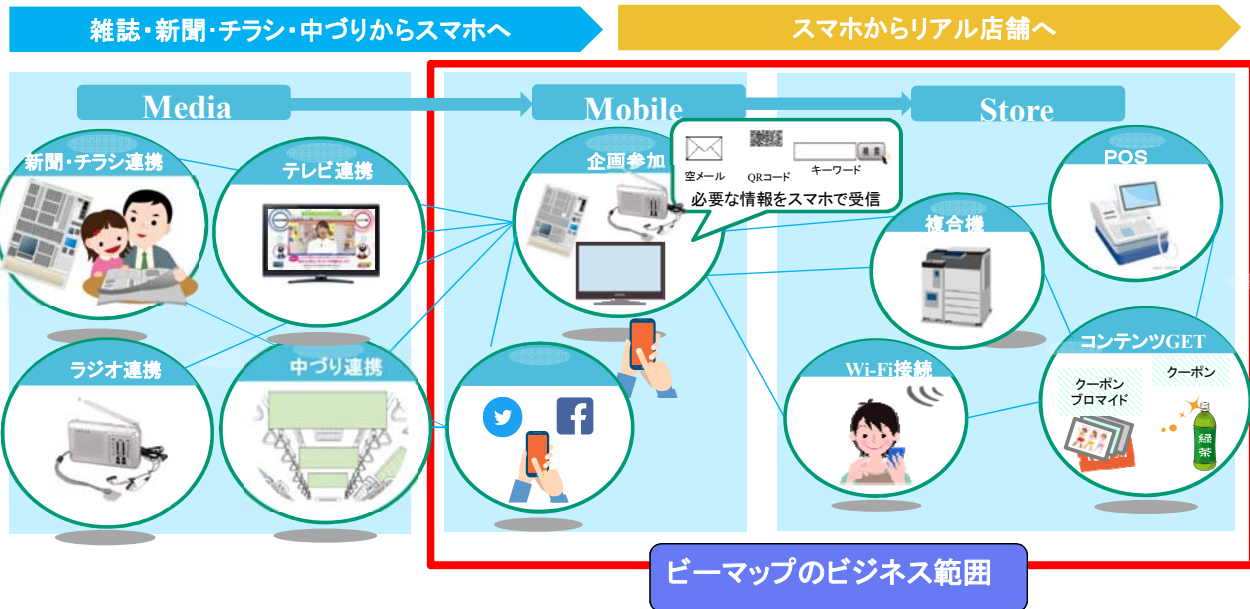 雑誌・新聞・チラシ・中づりからスマホへ
スマホからリアル店舗へ
Media
Mobile
Store
新聞・チラシ連携
テレビ連携
ラジオ連携
中づり連携
企画参加
空メール
QRコード
キーワード
検索
必要な情報をスマホで受信
POS
複合機
Wi-Fi接続
コンテンツGET
クーポン
ブロマイド
クーポン
緑
茶
ビーマップのビジネス範囲